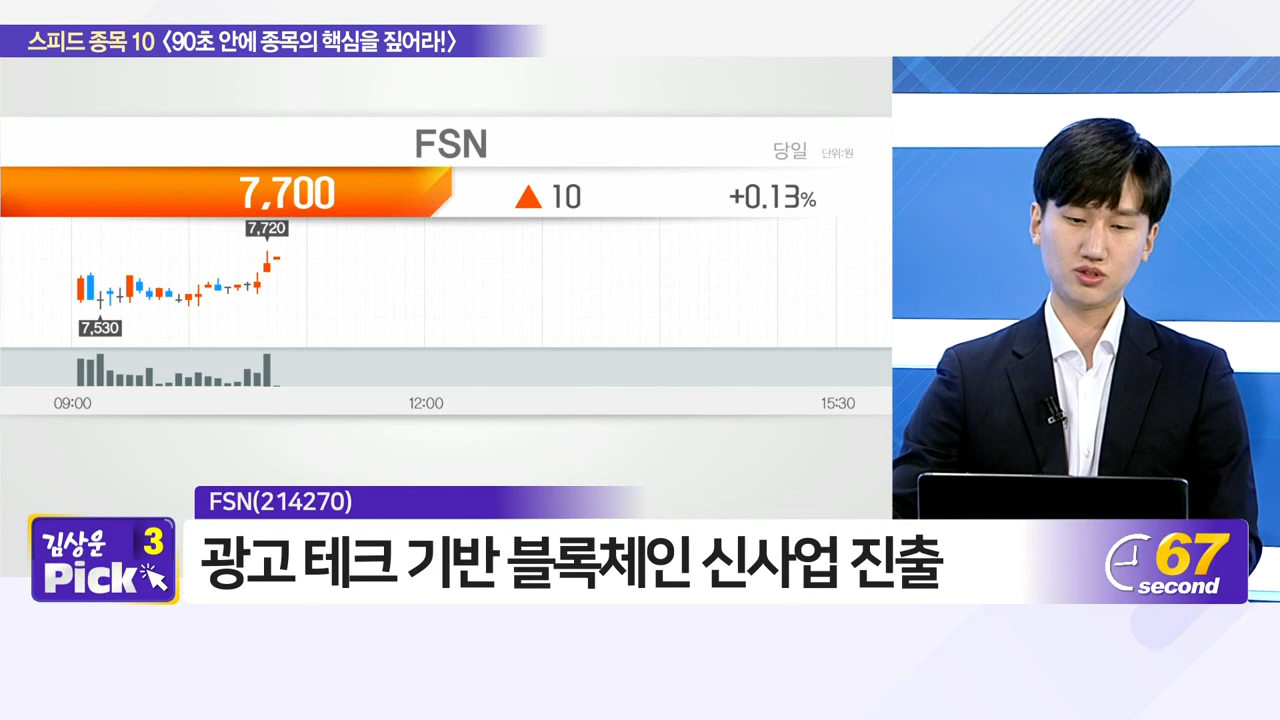 스피드 종목 10 〈90초 안에 종목의 핵심을 짚어라!〉
FSN
당일 단위:원
7,700 ▲ 10 +0.13%
7,720
7,530
09:00 12:00 15:30
FSN(214270)
김상운 3
Pick
광고 테크 기반 블록체인 신사업 진출
67
second